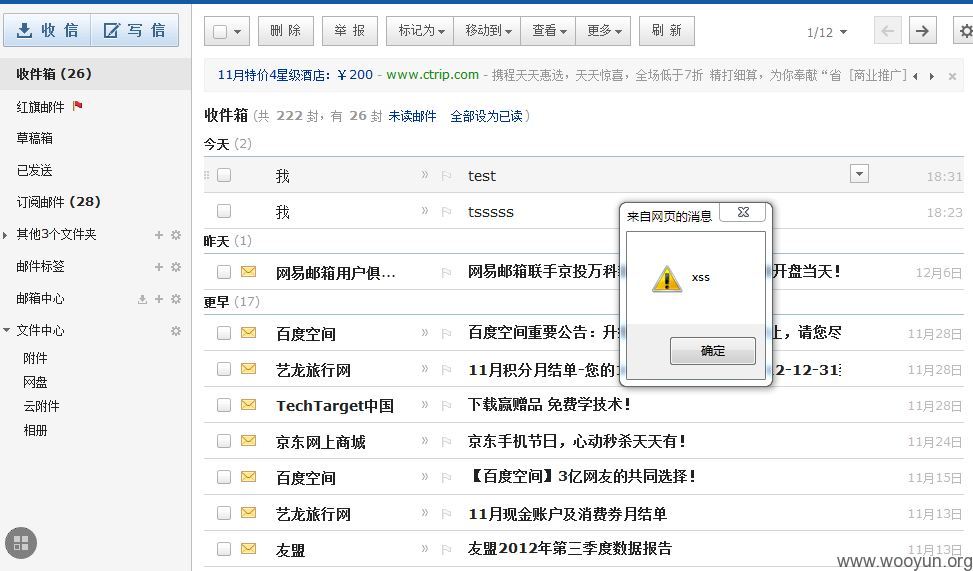 收 信 写 信 删 除 举 报 标记为 移动到 查看 更多 刷 新 1/12
收件箱 (26)
红旗邮件
草稿箱
已发送
订阅邮件 (28)
其他3个文件夹
邮件标签
邮箱中心
文件中心
附件
网盘
云附件
相册
11月特价4星级酒店：￥200 - www.ctrip.com - 携程天天惠选，天天惊喜，全场低于7折 精打细算，为你奉献“省 [商业推广]
收件箱 (共 222 封，有 26 封 未读邮件 全部设为已读)
今天 (2)
我 » test 18:31
我 » tsssss 18:23
昨天 (1)
网易邮箱用户俱... 网易邮箱联手京投万科 开盘当天! 12月6日
更早 (17)
百度空间 » 百度空间重要公告：升 上，请您尽 11月28日
艺龙旅行网 » 11月积分月结单-您的 2-12-31 11月28日
TechTarget中国 » 下载赢赠品 免费学技术! 11月28日
京东网上商城 » 京东手机节日，心动秒杀天天有! 11月24日
百度空间 » 【百度空间】3亿网友的共同选择! 11月15日
艺龙旅行网 » 11月现金账户及消费券月结单 11月13日
友盟 » 友盟2012年第三季度数据报告 11月13日
来自网页的消息
xss
确定
www.wooyun.org